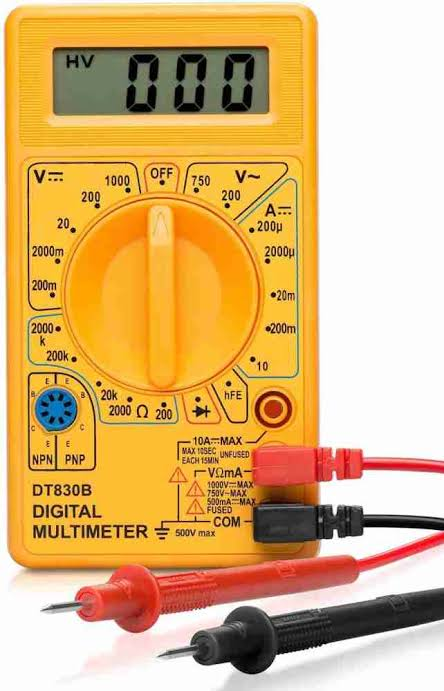 HV 000
V⎓ 1000 OFF 750 V~
200 200
A⎓
20 200µ
2000m 2000µ
200m 20m
2000 k 200m
200k 10
20k hFE
2000 Ω 200
E E
B B
C C
E E
NPN PNP
10A⎓MAX
MAX 10SEC UNFUSED
EACH 15MIN
VΩmA
1000V⎓MAX
750V~MAX
500mA⎓MAX
FUSED
COM
500V max
DT830B
DIGITAL
MULTIMETER